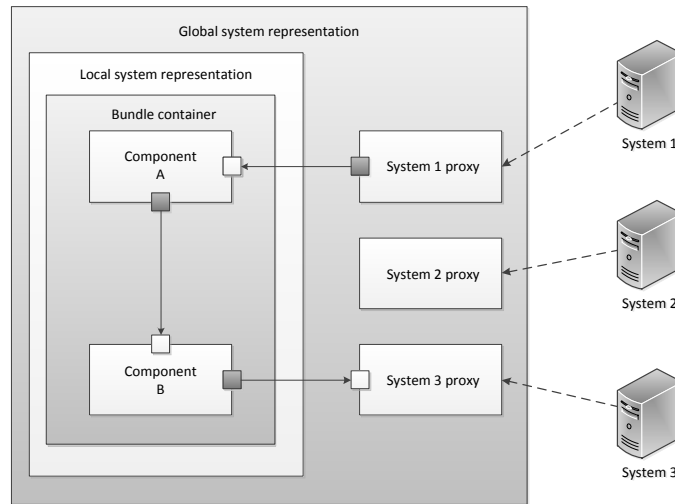 Global system representation
Local system representation
Bundle container
Component
A
System 1 proxy
System 1
System 2 proxy
System 2
Component
B
System 3 proxy
System 3